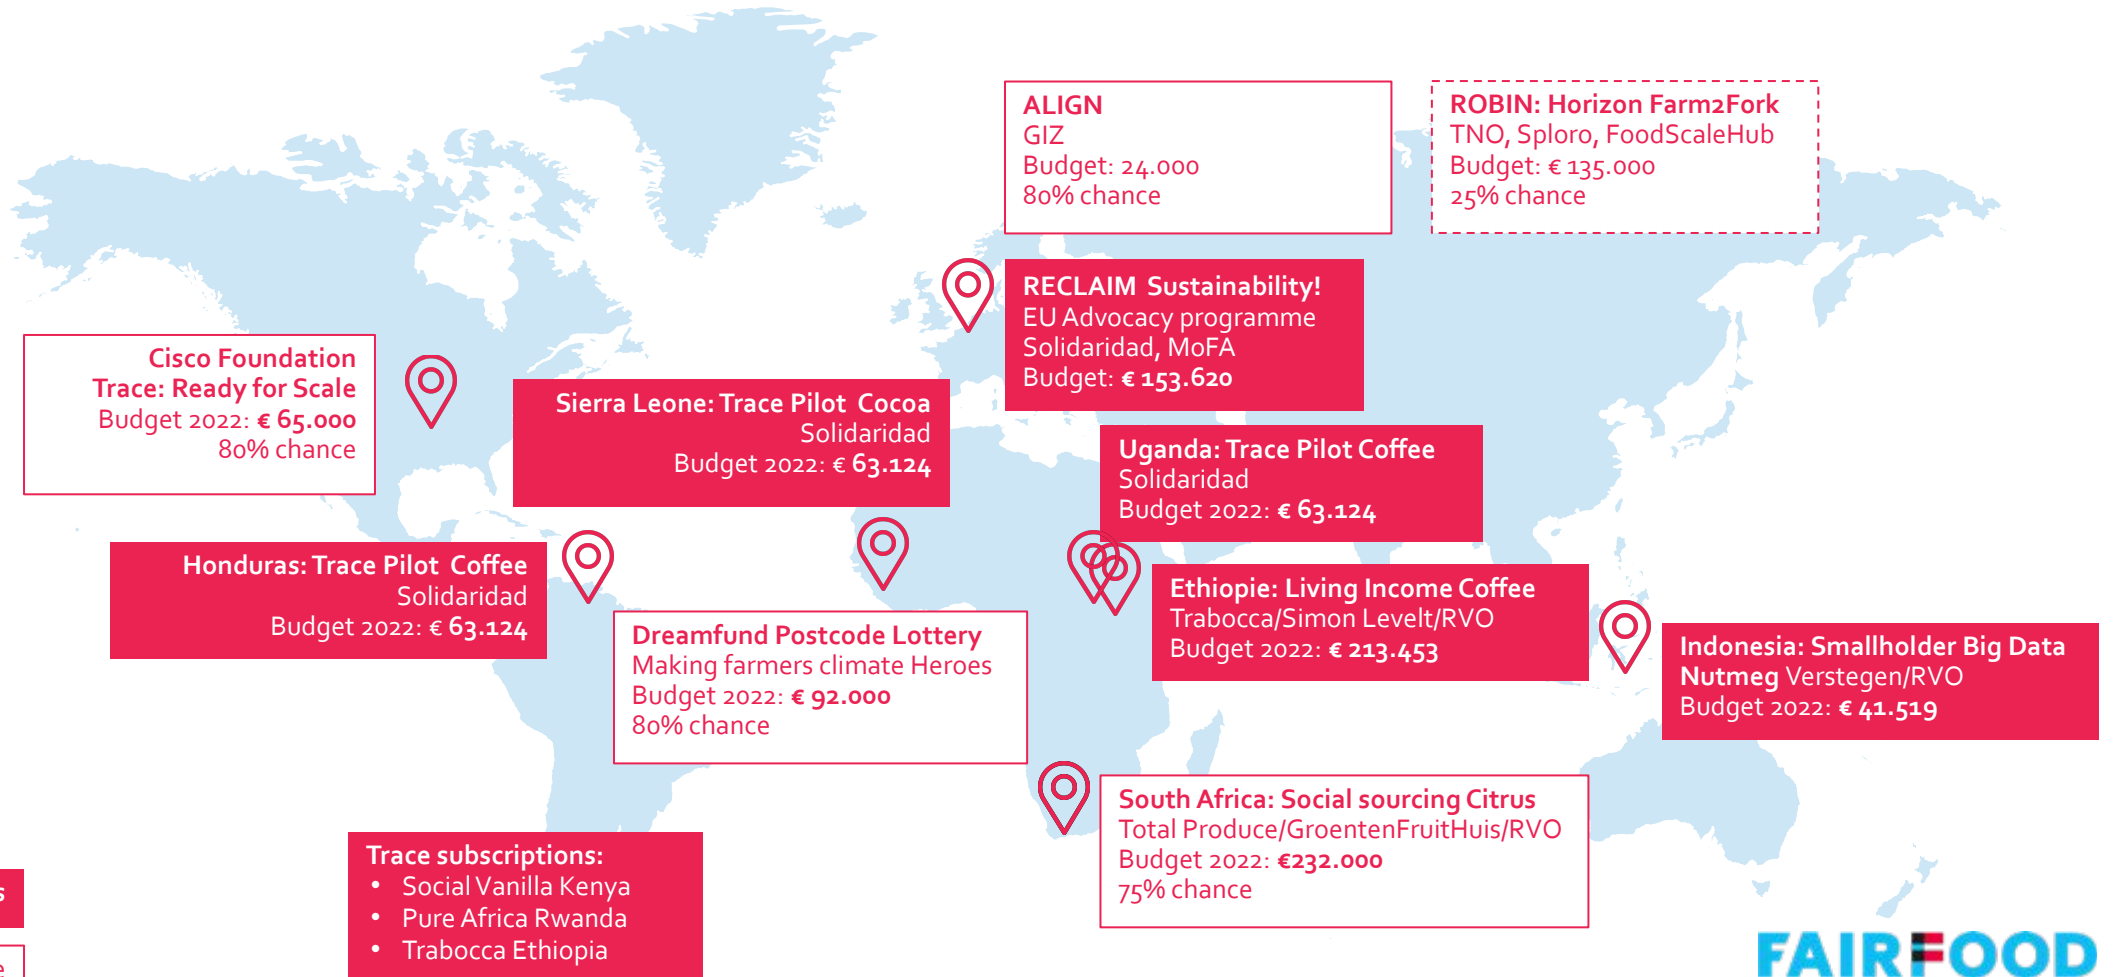 ALIGN
GIZ
Budget: 24.000
80% chance
ROBIN: Horizon Farm2Fork
TNO, Sploro, FoodScaleHub
Budget: € 135.000
25% chance
RECLAIM Sustainability!
EU Advocacy programme
Solidaridad, MoFA
Budget: € 153.620
Cisco Foundation
Trace: Ready for Scale
Budget 2022: € 65.000
80% chance
Sierra Leone: Trace Pilot Cocoa
Solidaridad
Budget 2022: € 63.124
Uganda: Trace Pilot Coffee
Solidaridad
Budget 2022: € 63.124
Honduras: Trace Pilot Coffee
Solidaridad
Budget 2022: € 63.124
Ethiopie: Living Income Coffee
Trabocca/Simon Levelt/RVO
Budget 2022: € 213.453
Dreamfund Postcode Lottery
Making farmers climate Heroes
Budget 2022: € 92.000
80% chance
Indonesia: Smallholder Big Data
Nutmeg Verstegen/RVO
Budget 2022: € 41.519
South Africa: Social sourcing Citrus
Total Produce/GroentenFruitHuis/RVO
Budget 2022: €232.000
75% chance
Trace subscriptions:
• Social Vanilla Kenya
• Pure Africa Rwanda
• Trabocca Ethiopia
FAIRFOOD